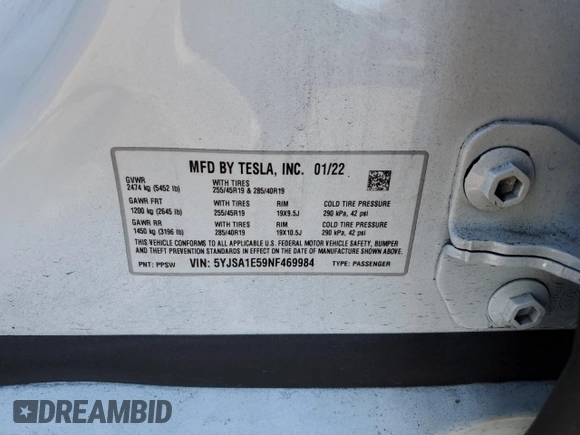 MFD BY TESLA, INC. 01/22
GVWR
2474 kg (5452 lb)
WITH TIRES
255/45R19 & 285/40R19
GAWR FRT
1200 kg (2645 lb)
WITH TIRES
255/45R19
RIM
19X9.5J
COLD TIRE PRESSURE
290 kPa, 42 psi
GAWR RR
1450 kg (3196 lb)
WITH TIRES
285/40R19
RIM
19X10.5J
COLD TIRE PRESSURE
290 kPa, 42 psi
THIS VEHICLE CONFORMS TO ALL APPLICABLE U.S. FEDERAL MOTOR VEHICLE SAFETY, BUMPER
AND THEFT PREVENTION STANDARDS IN EFFECT ON THE DATE OF MANUFACTURE SHOWN ABOVE.
PNT: PPSW VIN: 5YJSA1E59NF469984 TYPE: PASSENGER
DREAMBID